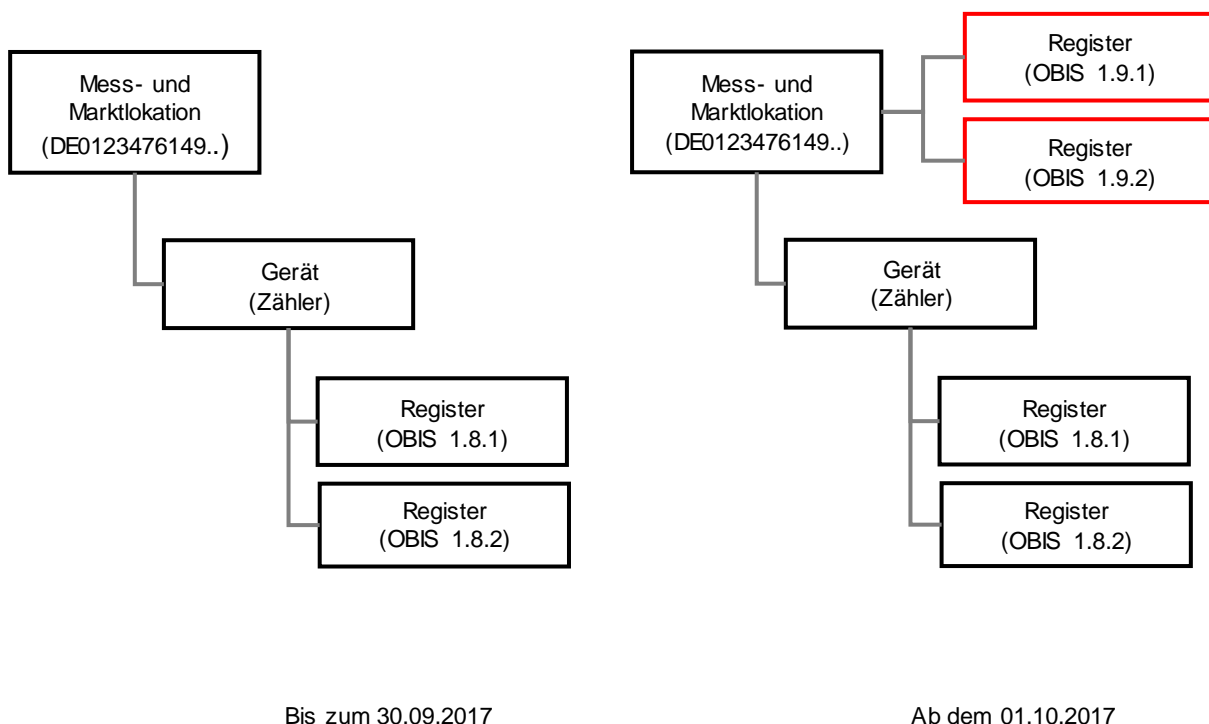 Mess- und
Marktlokation
(DE0123476149..)
Gerät
(Zähler)
Register
(OBIS 1.8.1)
Register
(OBIS 1.8.2)
Bis zum 30.09.2017
Mess- und
Marktlokation
(DE0123476149..)
Register
(OBIS 1.9.1)
Register
(OBIS 1.9.2)
Gerät
(Zähler)
Register
(OBIS 1.8.1)
Register
(OBIS 1.8.2)
Ab dem 01.10.2017